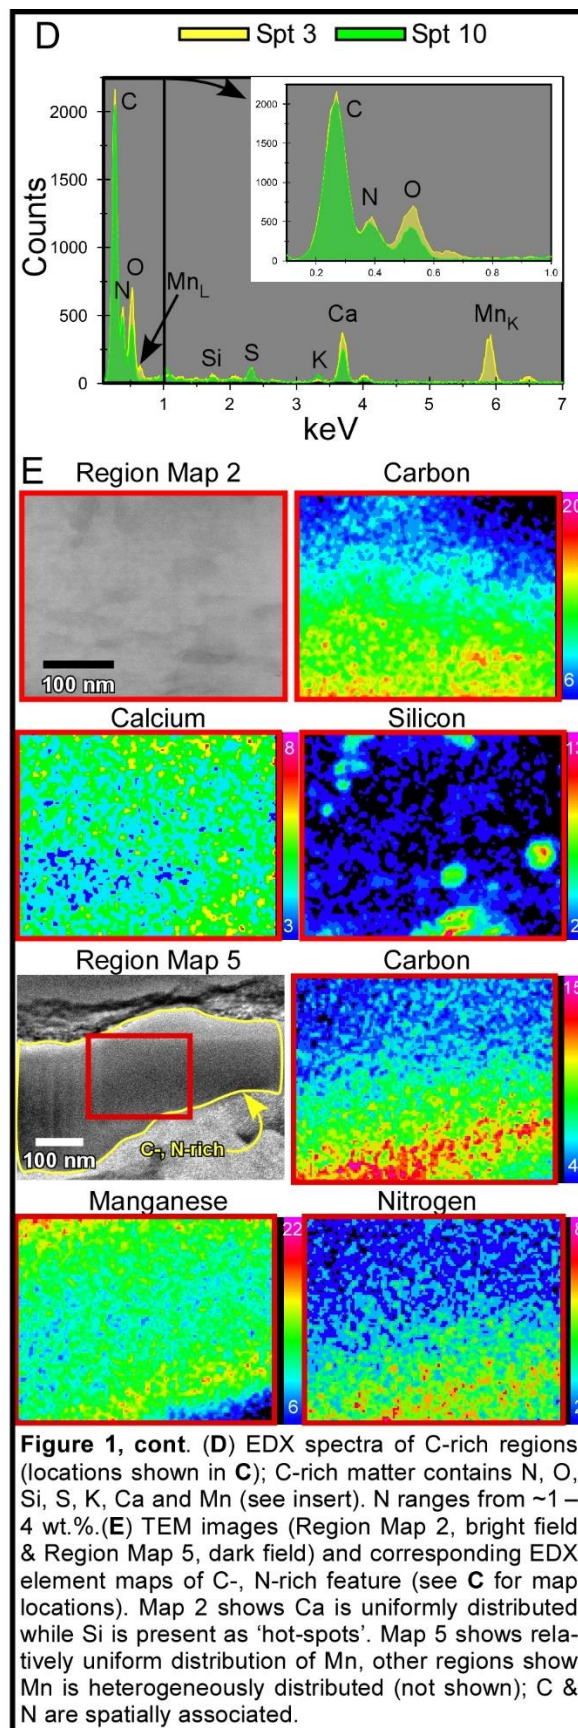 D
Spt 3 Spt 10
2000
1500
1000
500
0
Counts
C
N
O
Mn_L
Si
S
K
Ca
Mn_K
1 2 3 4 5 6 7
keV
2000
1500
1000
500
0
C
N
O
0.2 0.4 0.6 0.8 1.0
E
Region Map 2 Carbon
100 nm
20
6
Calcium Silicon
8
3
13
2
Region Map 5 Carbon
C-, N-rich
100 nm
15
4
Manganese Nitrogen
22
6
8
2
Figure 1, cont. (D) EDX spectra of C-rich regions
(locations shown in C); C-rich matter contains N, O,
Si, S, K, Ca and Mn (see insert). N ranges from ~1 –
4 wt.%.(E) TEM images (Region Map 2, bright field
& Region Map 5, dark field) and corresponding EDX
element maps of C-, N-rich feature (see C for map
locations). Map 2 shows Ca is uniformly distributed
while Si is present as ‘hot-spots’. Map 5 shows rela-
tively uniform distribution of Mn, other regions show
Mn is heterogeneously distributed (not shown); C &
N are spatially associated.